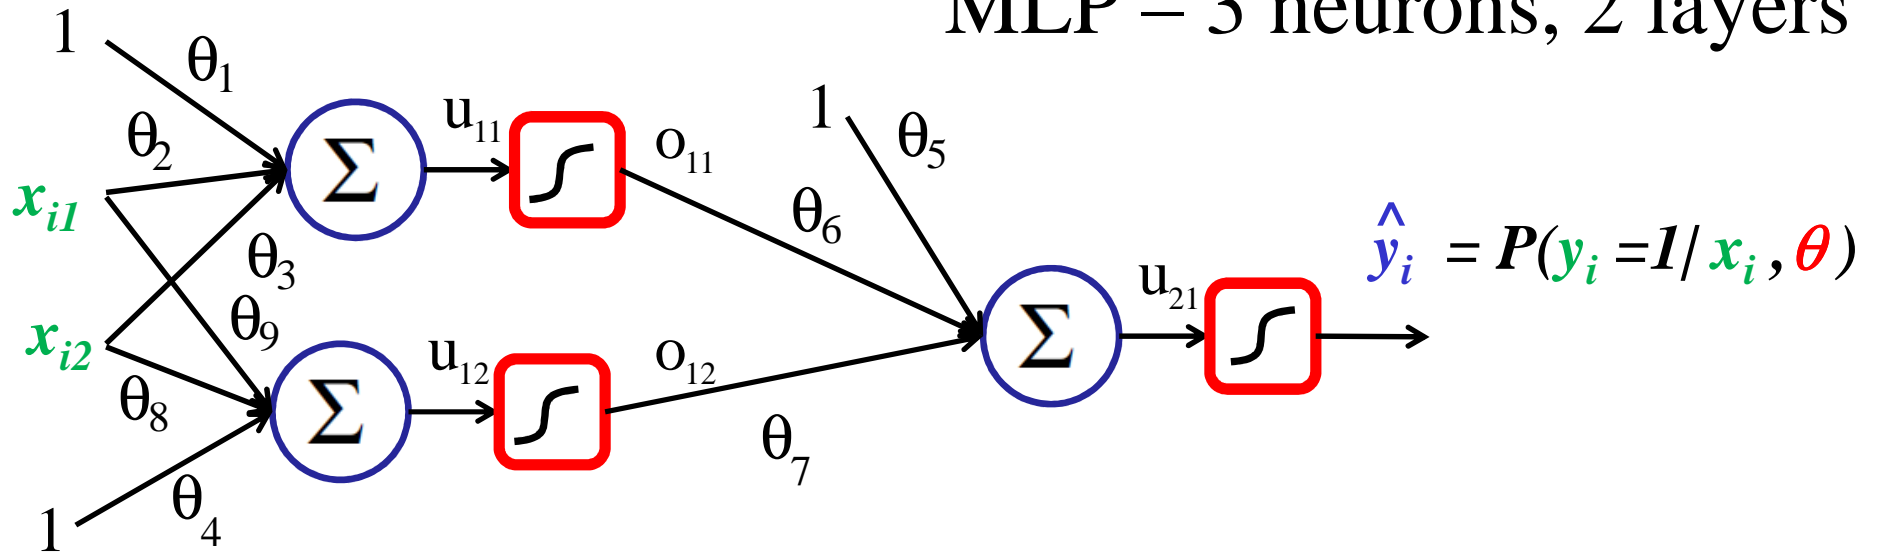 MLP – 3 neurons, 2 layers
1
θ1
θ2
xi1
θ3
θ9
xi2
θ8
1
θ4
Σ
u11
o11
Σ
u12
o12
1
θ5
θ6
θ7
Σ
u21
ŷi = P(yi =1/ xi , θ )